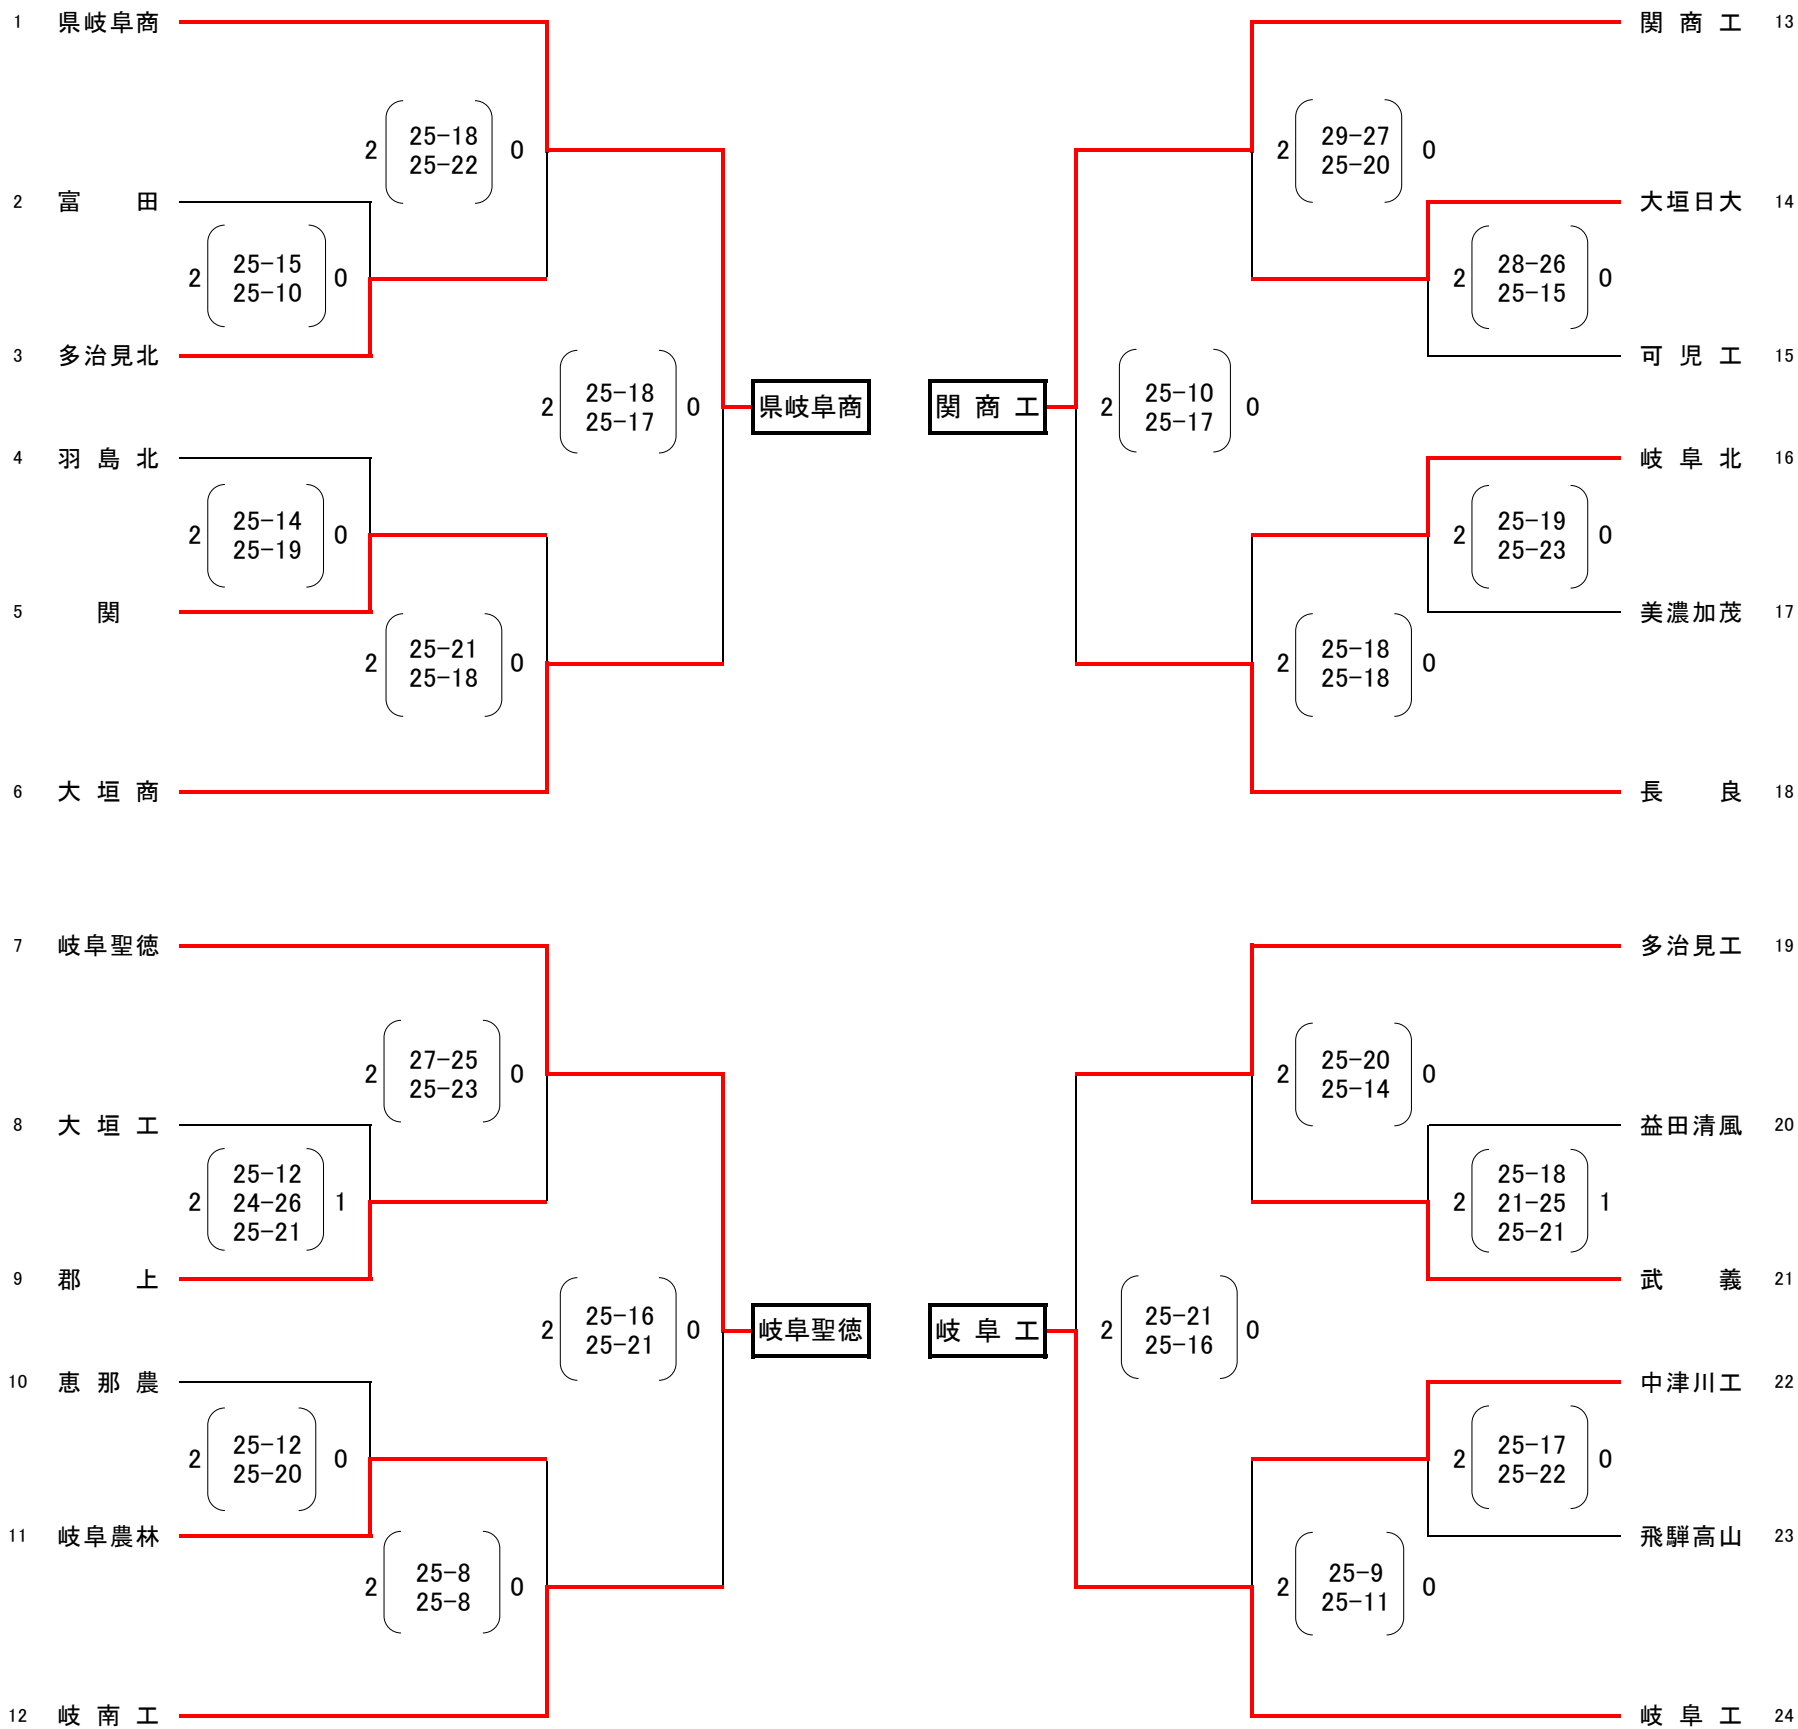 1 県岐阜商
2 25-18 0
25-22
2 富 田
2 25-15 0
25-10
3 多治見北
2 25-18 0
25-17
県岐阜商
4 羽島北
2 25-14 0
25-19
5 関
2 25-21 0
25-18
6 大垣商
関商工 13
2 29-27 0
25-20
大垣日大 14
2 28-26 0
25-15
可児工 15
関商工
2 25-10 0
25-17
岐阜北 16
2 25-19 0
25-23
美濃加茂 17
2 25-18 0
25-18
長 良 18
7 岐阜聖徳
2 27-25 0
25-23
8 大垣工
2 25-12 1
24-26
25-21
9 郡 上
2 25-16 0
25-21
岐阜聖徳
10 恵那農
2 25-12 0
25-20
11 岐阜農林
2 25-8 0
25-8
12 岐南工
多治見工 19
2 25-20 0
25-14
益田清風 20
2 25-18 1
21-25
25-21
武 義 21
岐阜工
2 25-21 0
25-16
中津川工 22
2 25-17 0
25-22
飛騨高山 23
2 25-9 0
25-11
岐阜工 24